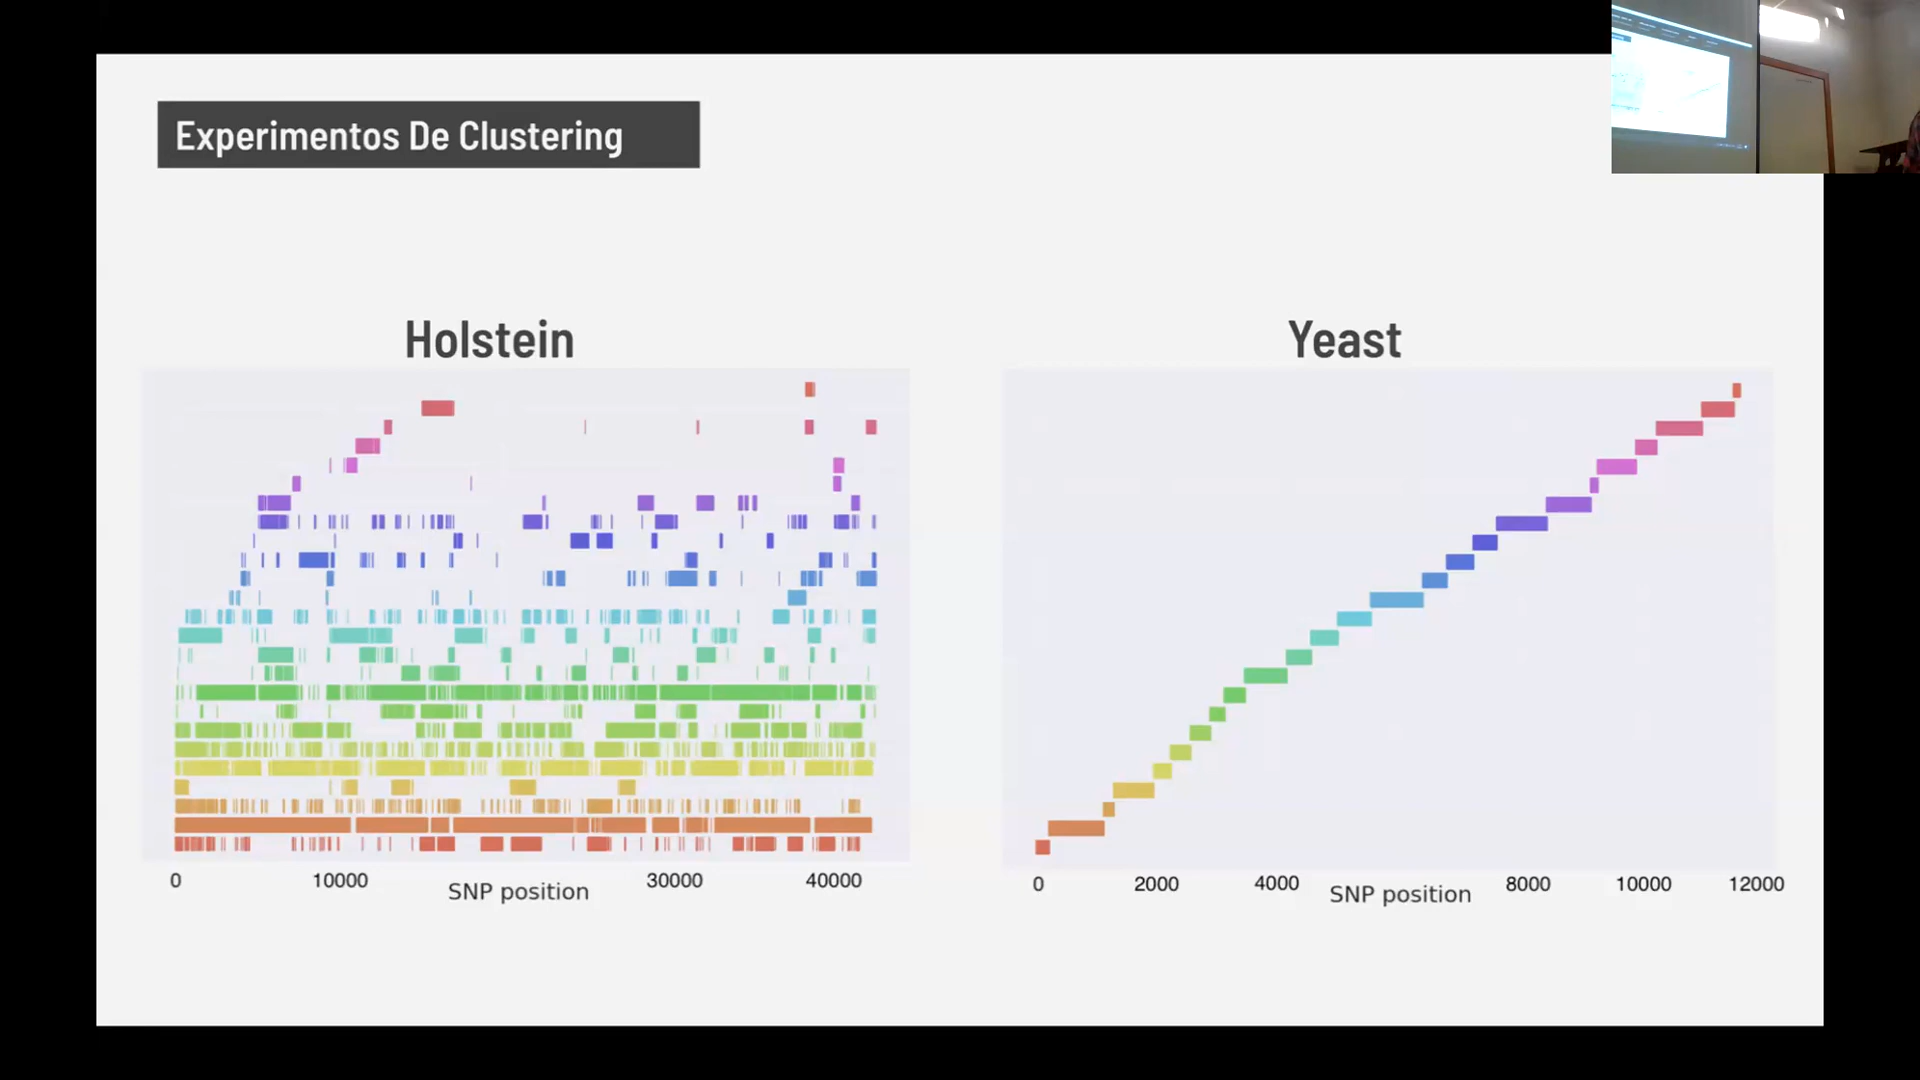 Experimentos De Clustering
Holstein
Yeast
0 10000 30000 40000
SNP position
0 2000 4000 8000 10000 12000
SNP position